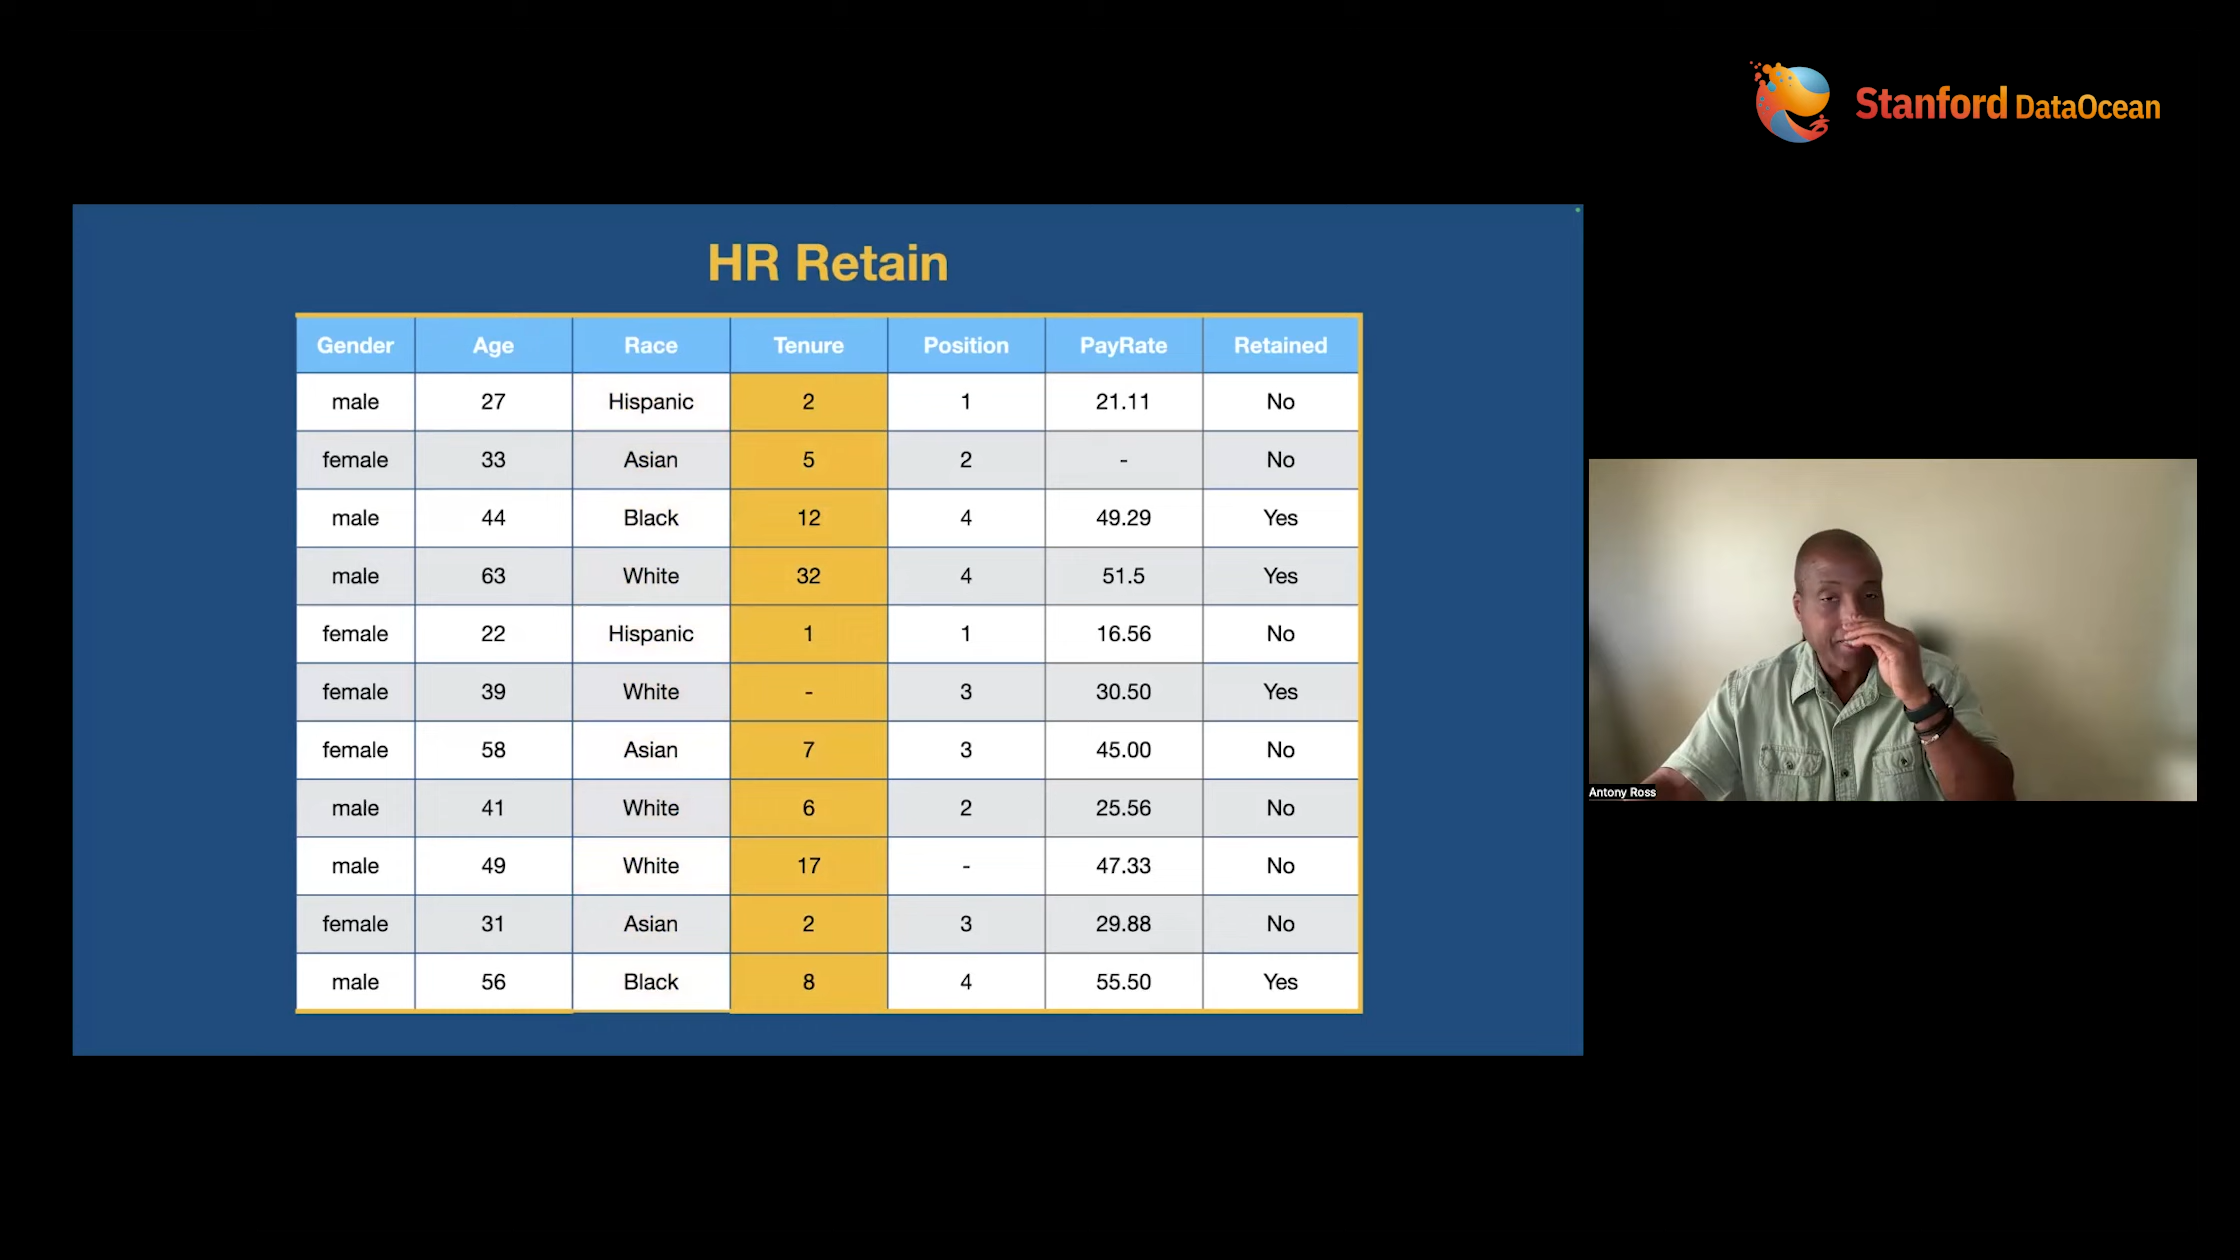 Stanford DataOcean
HR Retain
Gender Age Race Tenure Position PayRate Retained
male 27 Hispanic 2 1 21.11 No
female 33 Asian 5 2 - No
male 44 Black 12 4 49.29 Yes
male 63 White 32 4 51.5 Yes
female 22 Hispanic 1 1 16.56 No
female 39 White - 3 30.50 Yes
female 58 Asian 7 3 45.00 No
male 41 White 6 2 25.56 No
male 49 White 17 - 47.33 No
female 31 Asian 2 3 29.88 No
male 56 Black 8 4 55.50 Yes
Antony Ross